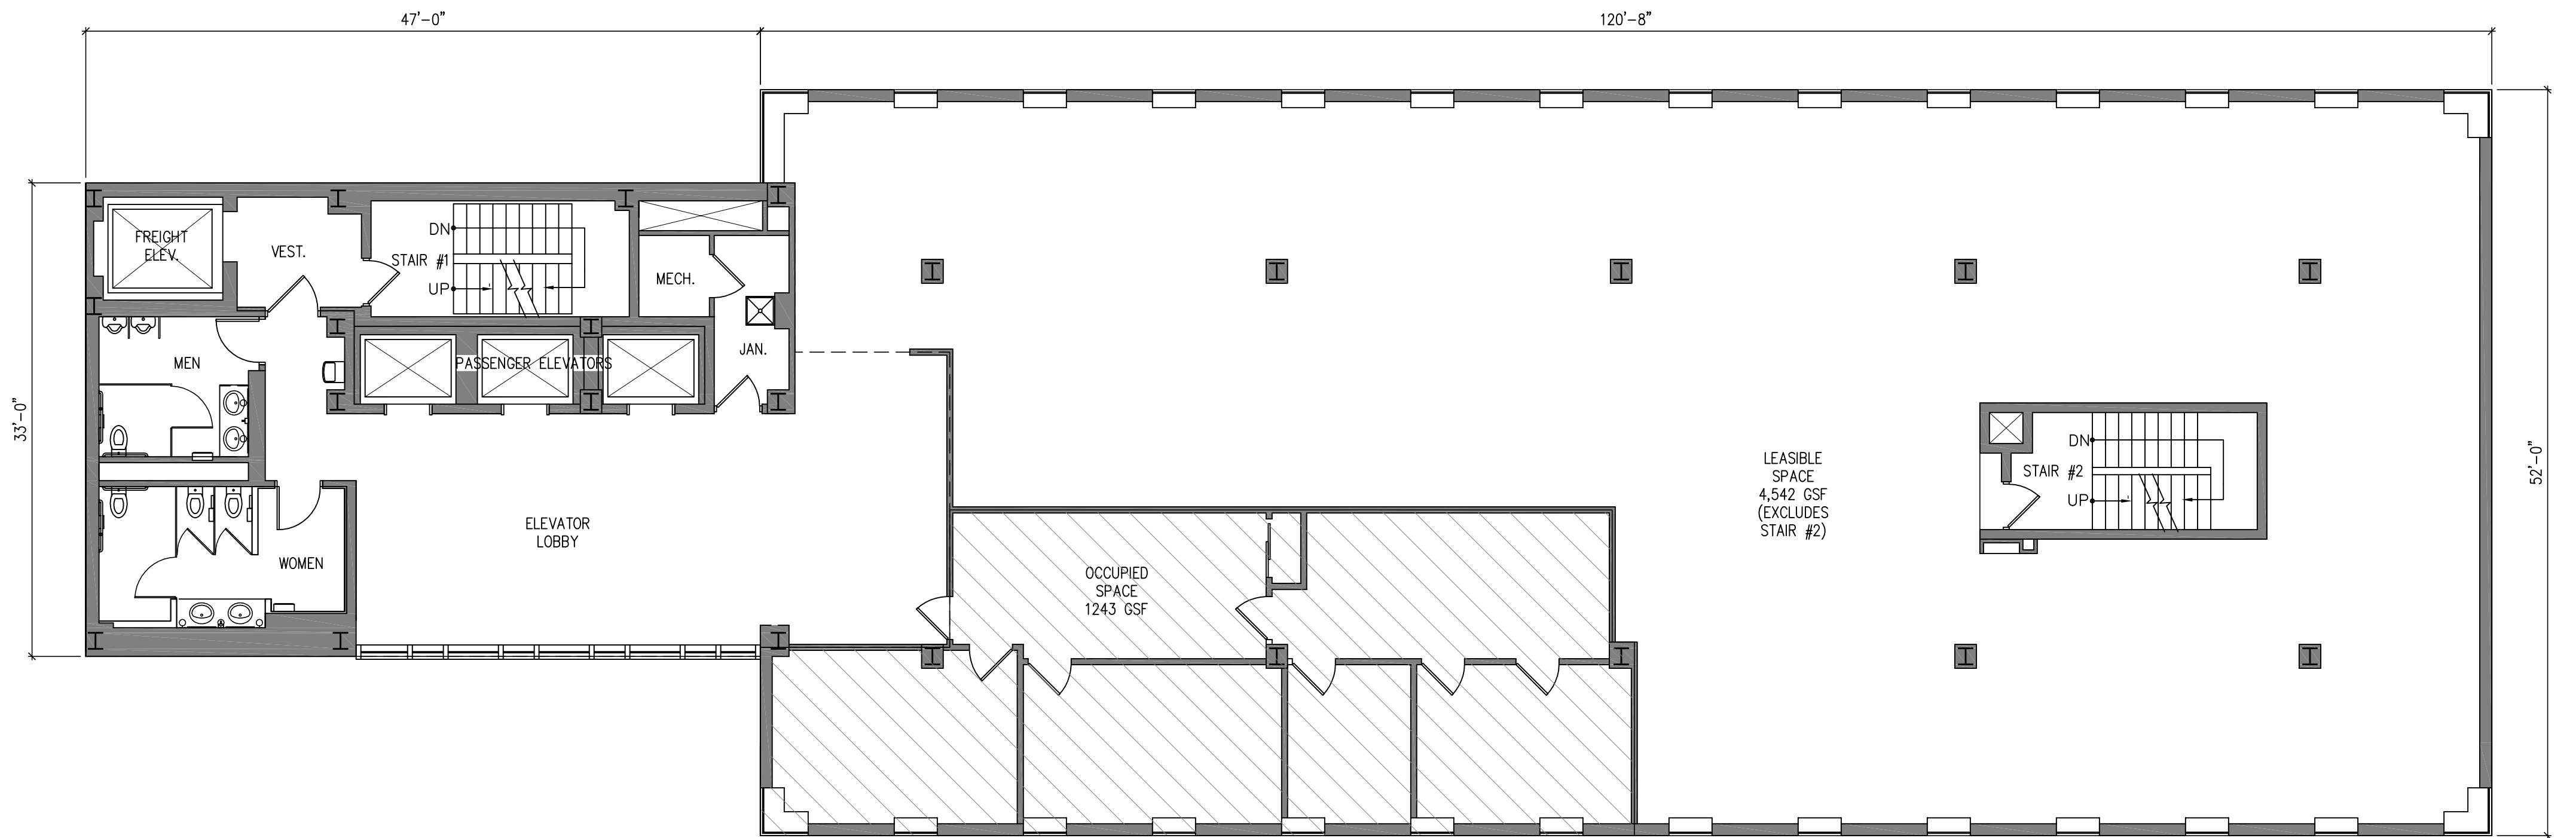 47'-0"
120'-8"
33'-0"
52'-0"
FREIGHT
ELEV.
VEST.
DN
STAIR #1
UP
MECH.
MEN
PASSENGER ELEVATORS
JAN.
ELEVATOR
LOBBY
WOMEN
OCCUPIED
SPACE
1243 GSF
LEASIBLE
SPACE
4,542 GSF
(EXCLUDES
STAIR #2)
DN
STAIR #2
UP